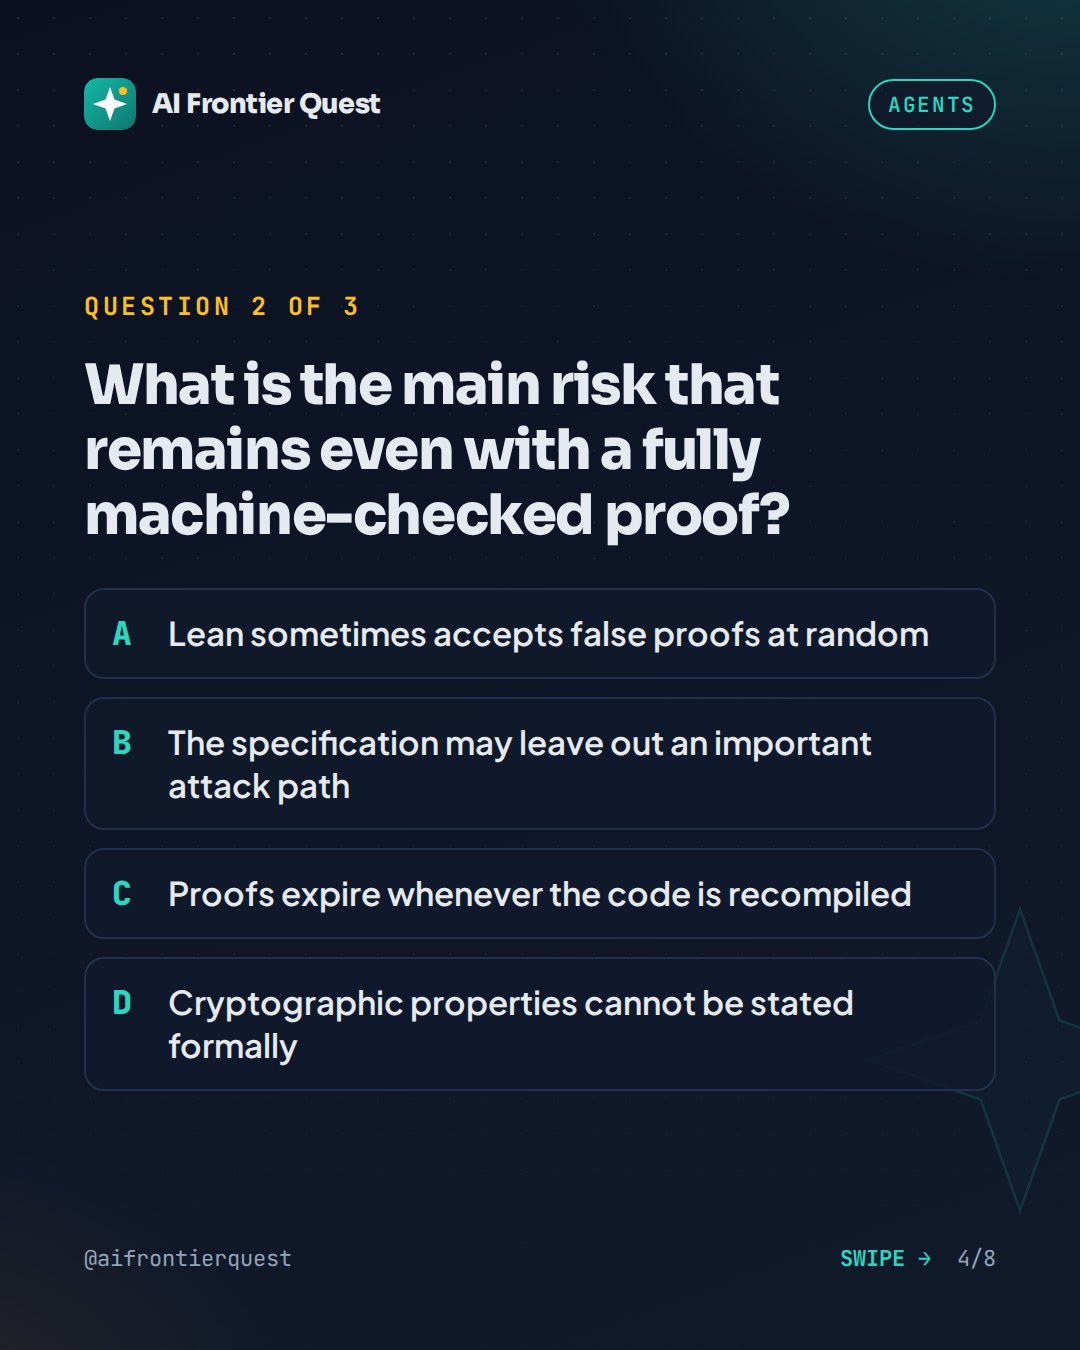 AI Frontier Quest
AGENTS
QUESTION 2 OF 3
What is the main risk that
remains even with a fully
machine-checked proof?
A Lean sometimes accepts false proofs at random
B The specification may leave out an important
attack path
C Proofs expire whenever the code is recompiled
D Cryptographic properties cannot be stated
formally
@aifrontierquest
SWIPE → 4/8